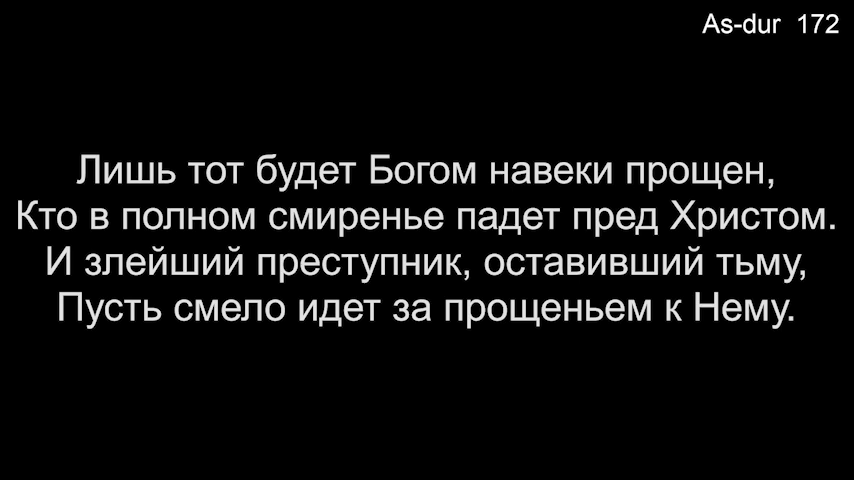 As-dur 172
Лишь тот будет Богом навеки прощен,
Кто в полном смиренье падет пред Христом.
И злейший преступник, оставивший тьму,
Пусть смело идет за прощеньем к Нему.